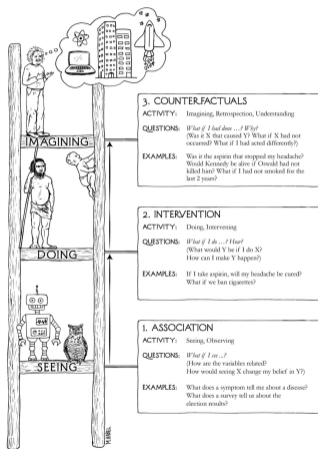 3. COUNTERFACTUALS
ACTIVITY: Imagining, Retrospection, Understanding
QUESTIONS: What if I had done ...? Why?
(Was it X that caused Y? What if X had not
occurred? What if I had acted differently?)
EXAMPLES: Was it the aspirin that stopped my headache?
Would Kennedy be alive if Oswald had not
killed him? What if I had not smoked for the
last 2 years?
IMAGINING
2. INTERVENTION
ACTIVITY: Doing, Intervening
QUESTIONS: What if I do ...? How?
(What would Y be if I do X?
How can I make Y happen?)
EXAMPLES: If I take aspirin, will my headache be cured?
What if we ban cigarettes?
DOING
1. ASSOCIATION
ACTIVITY: Seeing, Observing
QUESTIONS: What if I see ...?
(How are the variables related?
How would seeing X change my belief in Y?)
EXAMPLES: What does a symptom tell me about a disease?
What does a survey tell us about the
election results?
SEEING